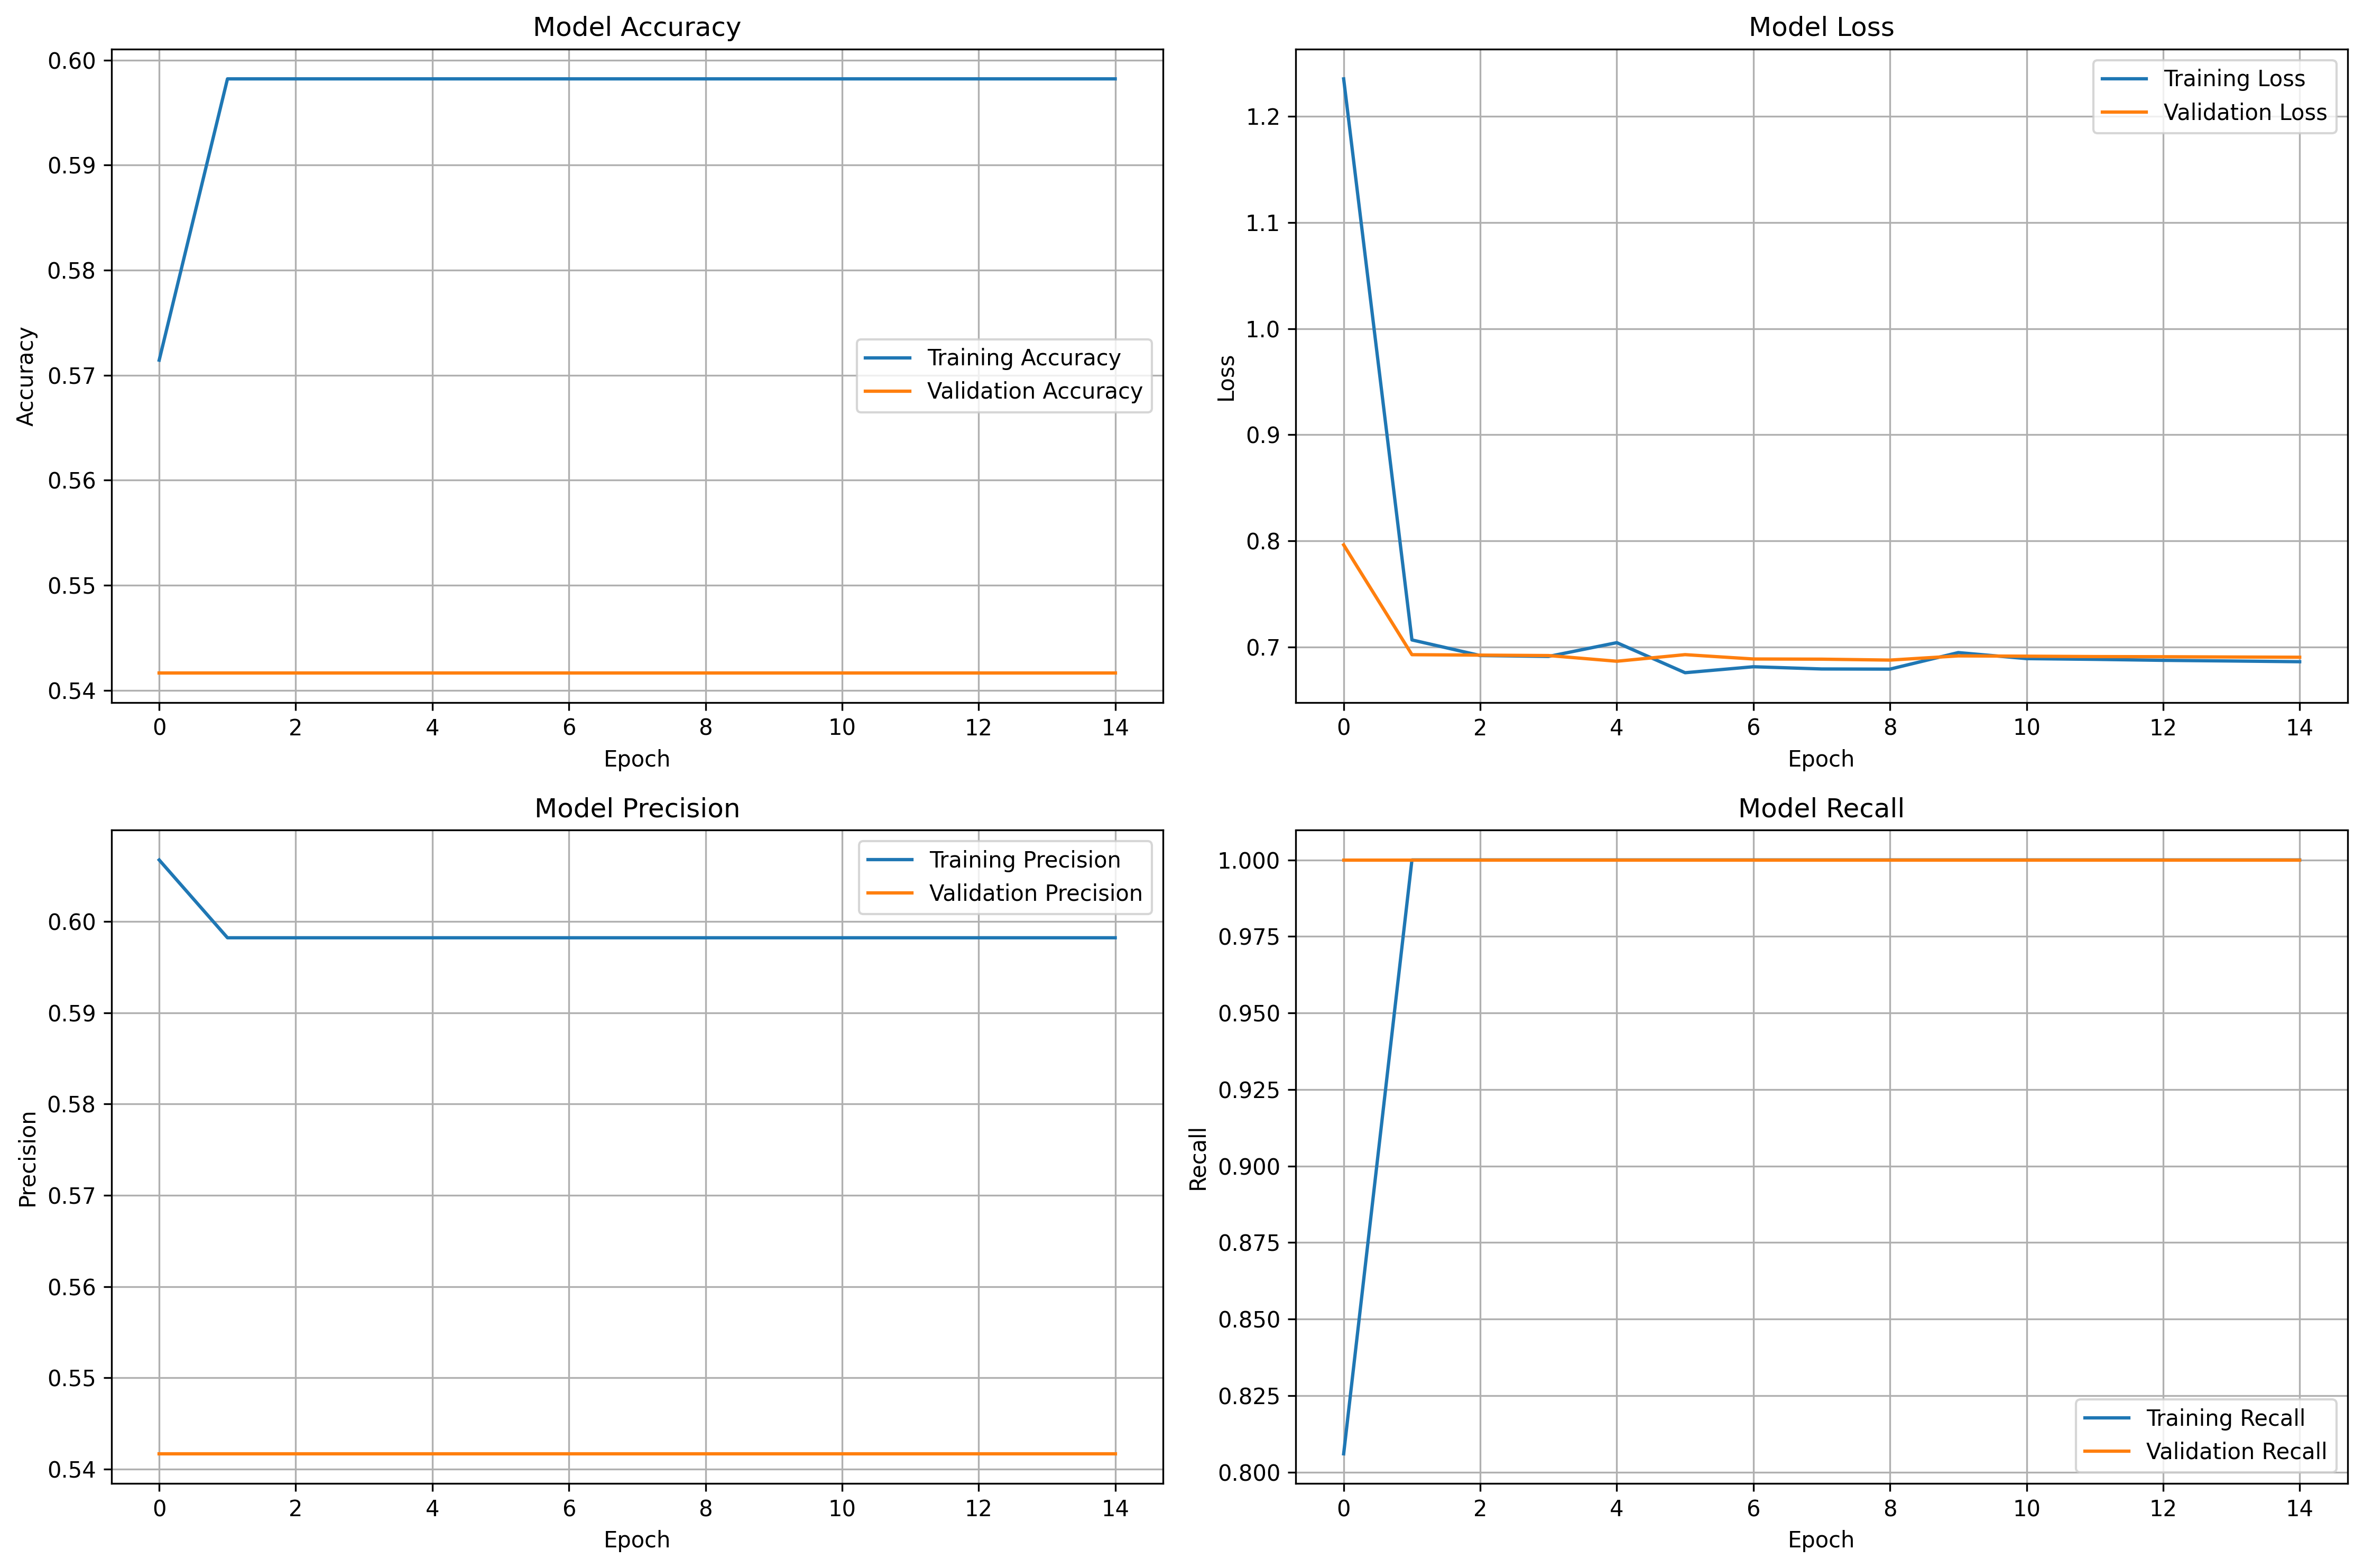 Model Accuracy
0.60
0.59
0.58
0.57
0.56
0.55
0.54
Accuracy
Training Accuracy
Validation Accuracy
0 2 4 6 8 10 12 14
Epoch
Model Loss
1.2
1.1
1.0
0.9
0.8
0.7
Loss
Training Loss
Validation Loss
0 2 4 6 8 10 12 14
Epoch
Model Precision
0.60
0.59
0.58
0.57
0.56
0.55
0.54
Precision
Training Precision
Validation Precision
0 2 4 6 8 10 12 14
Epoch
Model Recall
1.000
0.975
0.950
0.925
0.900
0.875
0.850
0.825
0.800
Recall
Training Recall
Validation Recall
0 2 4 6 8 10 12 14
Epoch